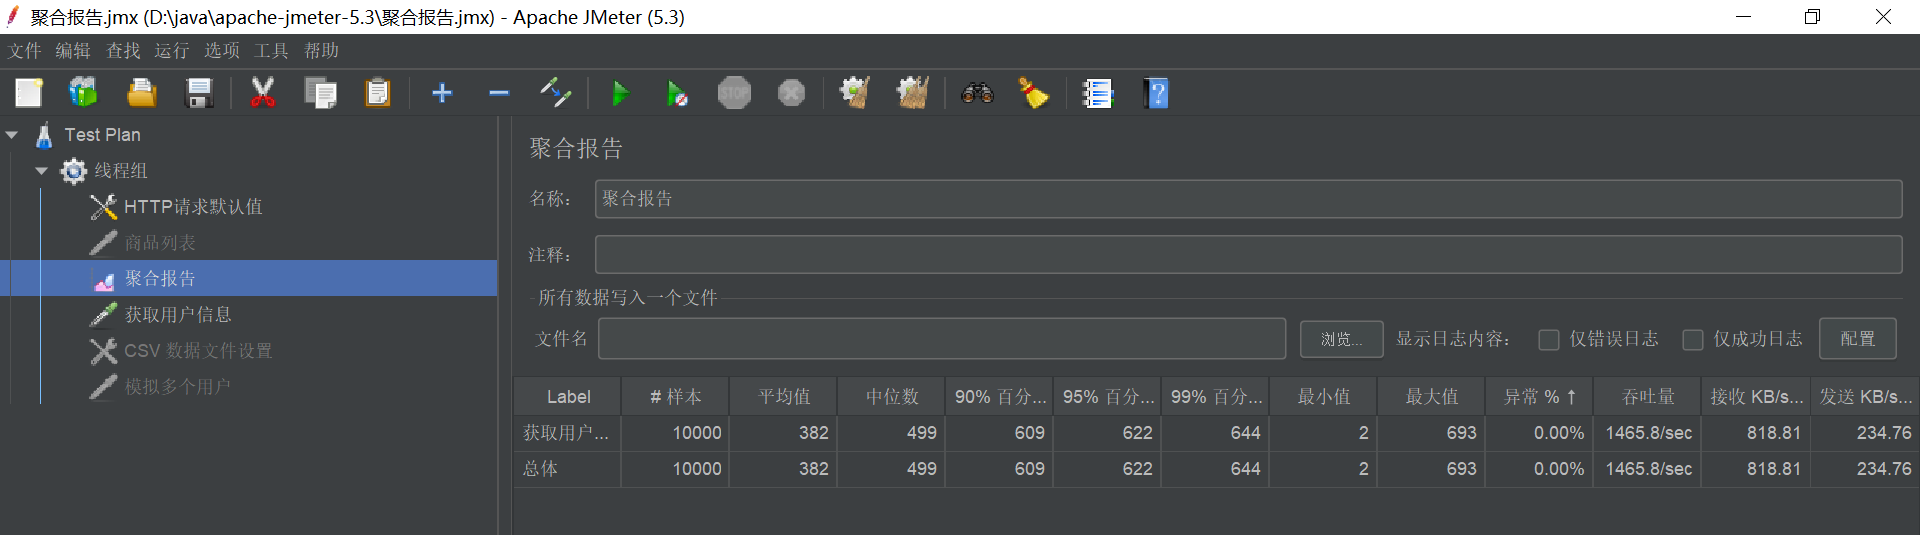 聚合报告.jmx (D:\java\apache-jmeter-5.3\聚合报告.jmx) - Apache JMeter (5.3)
文件 编辑 查找 运行 选项 工具 帮助
STOP
Test Plan
线程组
HTTP请求默认值
商品列表
聚合报告
获取用户信息
CSV 数据文件设置
模拟多个用户
聚合报告
名称： 聚合报告
注释：
所有数据写入一个文件
文件名 浏览... 显示日志内容： 仅错误日志 仅成功日志 配置
Label # 样本 平均值 中位数 90% 百分... 95% 百分... 99% 百分... 最小值 最大值 异常 % ↑ 吞吐量 接收 KB/s... 发送 KB/s...
获取用户... 10000 382 499 609 622 644 2 693 0.00% 1465.8/sec 818.81 234.76
总体 10000 382 499 609 622 644 2 693 0.00% 1465.8/sec 818.81 234.76